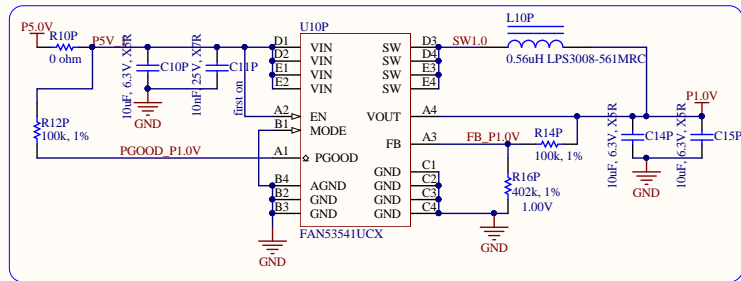 P5.0V
R10P
P5V
0 ohm
10uF, 6.3V, X5R
C10P
10nF, 25V, X7R
C11P
first on
GND
R12P
100k, 1%
PGOOD_P1.0V
U10P
D1 VIN SW D3
D2 VIN SW D4
E1 VIN SW E3
E2 VIN SW E4
A2 EN VOUT A4
B1 MODE
FB A3
A1 PGOOD
GND C1
B4 AGND GND C2
B2 GND GND C3
B3 GND GND C4
FAN53541UCX
GND
SW1.0
L10P
0.56uH LPS3008-561MRC
FB_P1.0V
R14P
100k, 1%
R16P
402k, 1%
1.00V
GND
P1.0V
10uF, 6.3V, X5R
C14P
10uF, 6.3V, X5R
C15P
GND